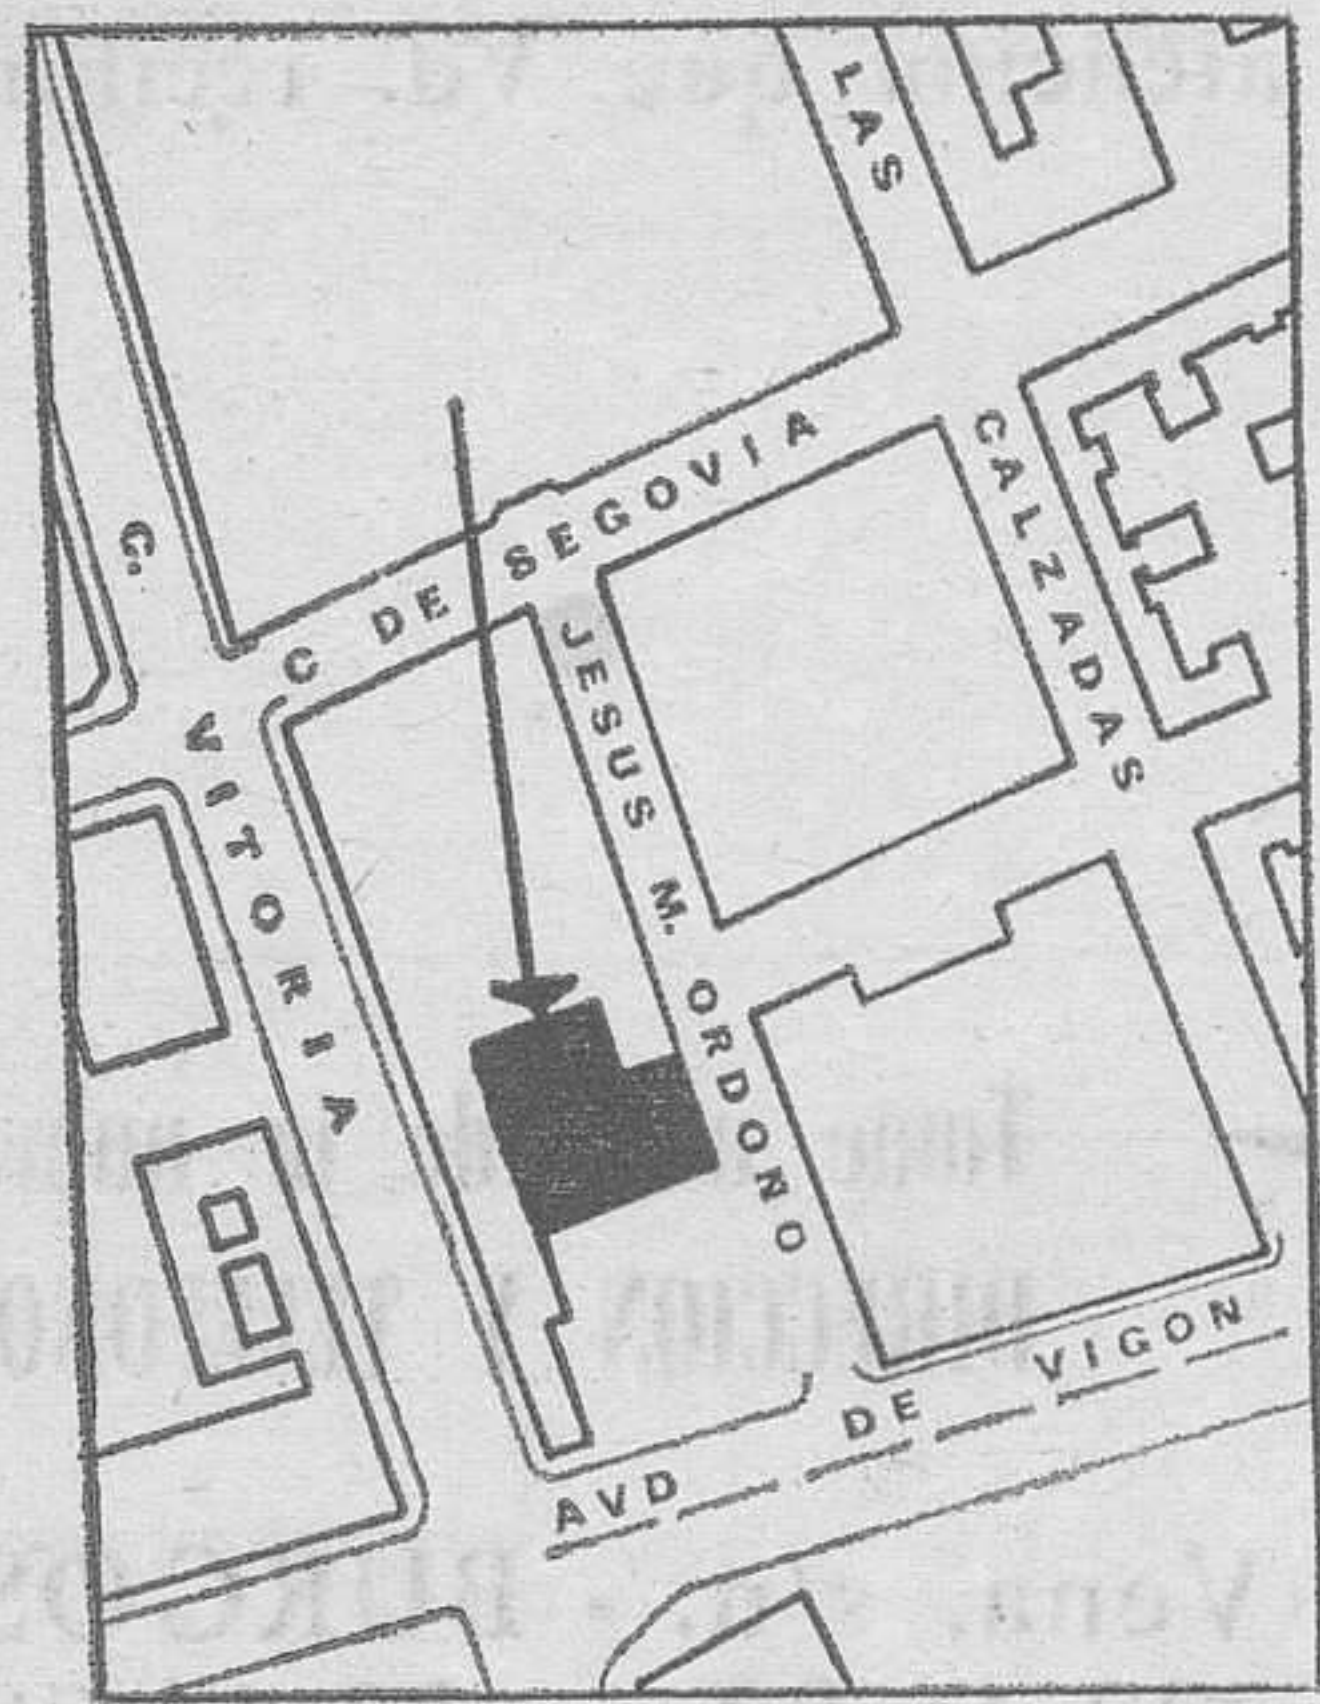 LAS CALZADAS
C DE SEGOVIA
C. VITORIA
JESUS M. ORDONO
AVD DE VIGON